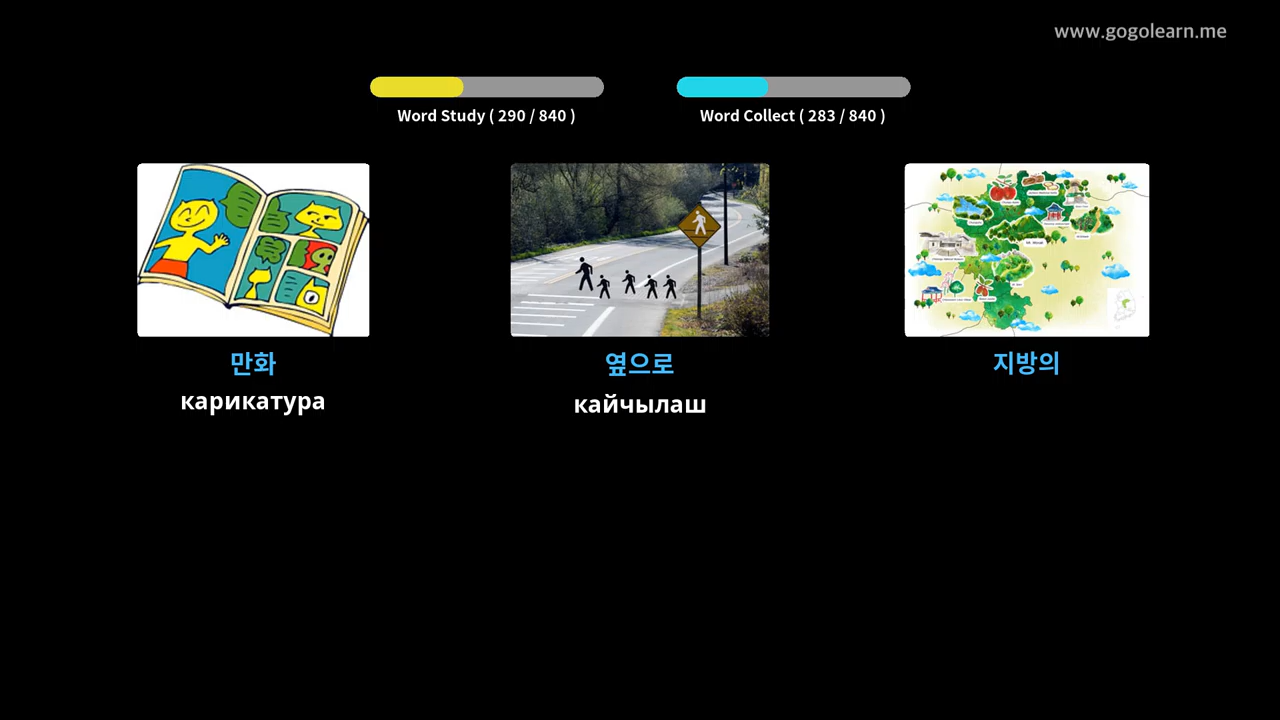 www.gogolearn.me
Word Study ( 290 / 840 )
Word Collect ( 283 / 840 )
만화
옆으로
지방의
карикатура
кайчылаш